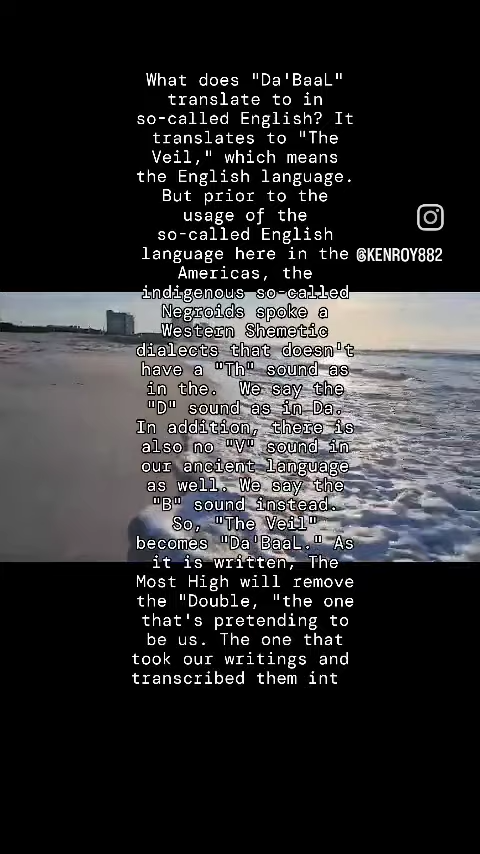 What does "Da'BaaL"
translate to in
so-called English? It
translates to "The
Veil," which means
the English language.
But prior to the
usage of the
so-called English
language here in the
Americas, the
indigenous so-called
Negroids spoke a
Western Shemetic
dialects that doesn't
have a "Th" sound as
in the.  We say the
"D" sound as in Da.
In addition, there is
also no "V" sound in
our ancient language
as well. We say the
"B" sound instead.
So, "The Veil"
becomes "Da'BaaL." As
it is written, The
Most High will remove
the "Double, "the one
that's pretending to
be us. The one that
took our writings and
transcribed them int
@KENROY882